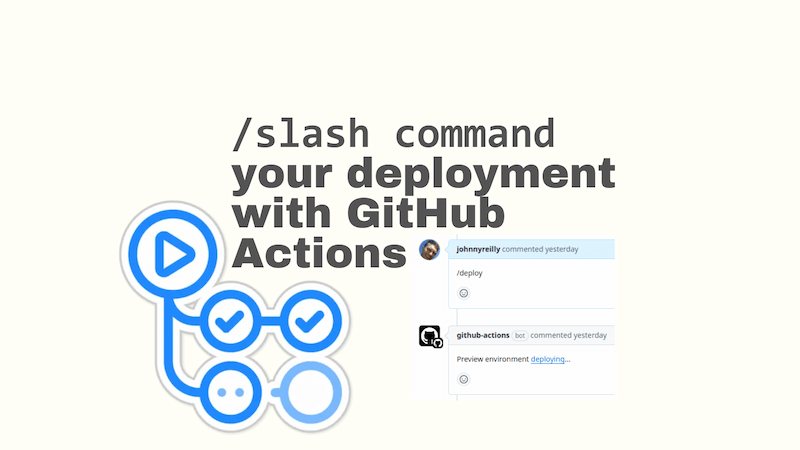 /slash command
your deployment
with GitHub
Actions
johnnyreilly commented yesterday
/deploy
github-actions bot commented yesterday
Preview environment deploying...